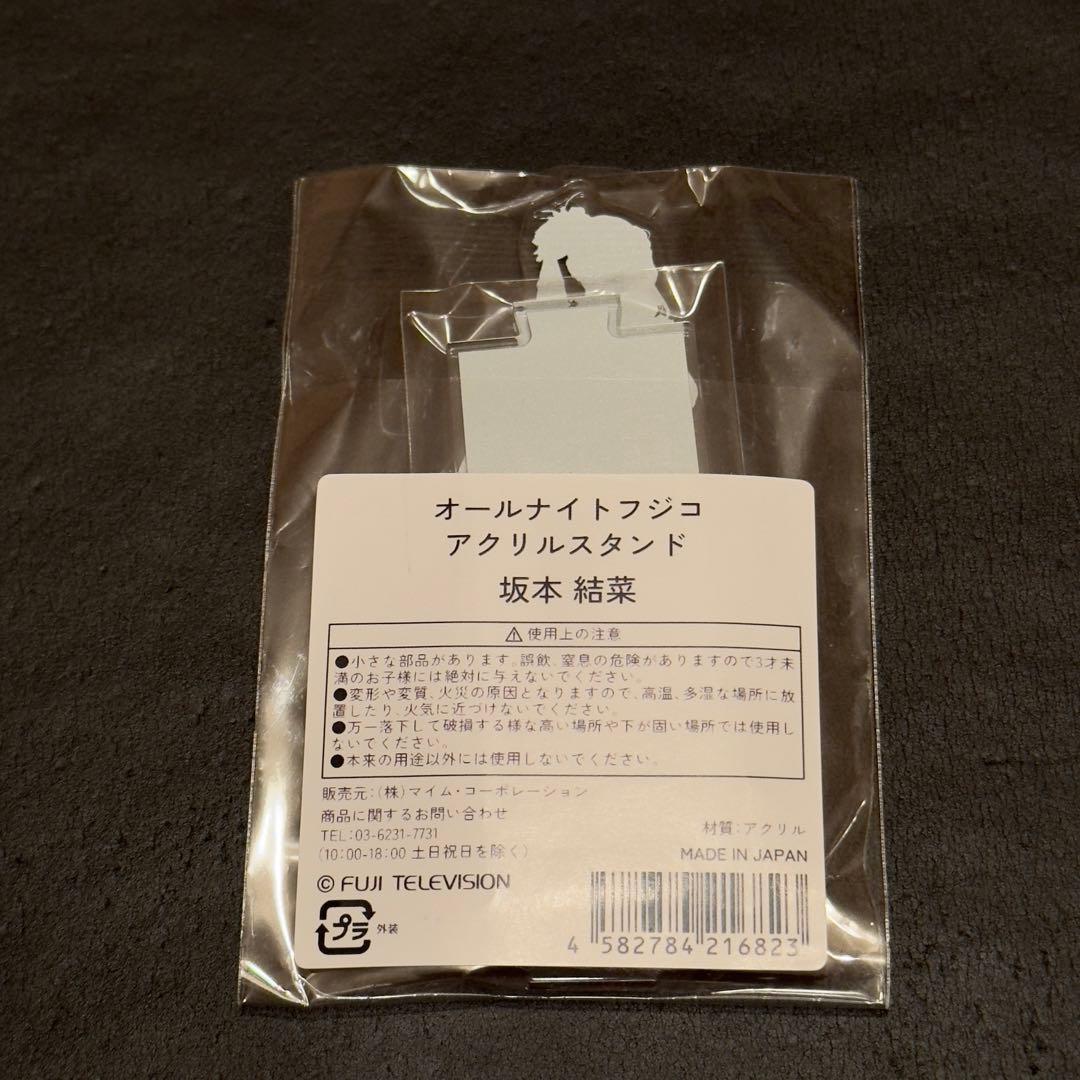 オールナイトフジコ
アクリルスタンド
坂本 結菜
⚠使用上の注意
●小さな部品があります。誤飲、窒息の危険がありますので3才未
満のお子様には絶対に与えないでください。
●変形や変質、火災の原因となりますので、高温、多湿な場所に放
置したり、火気に近づけないでください。
●万一落下して破損する様な高い場所や下が固い場所では使用し
ないでください。
●本来の用途以外には使用しないでください。
販売元:(株)マイム・コーポレーション
商品に関するお問い合わせ
TEL:03-6231-7731
(10:00-18:00 土日祝日を除く)
材質:アクリル
MADE IN JAPAN
© FUJI TELEVISION
プラ 外装
4 582784 216823